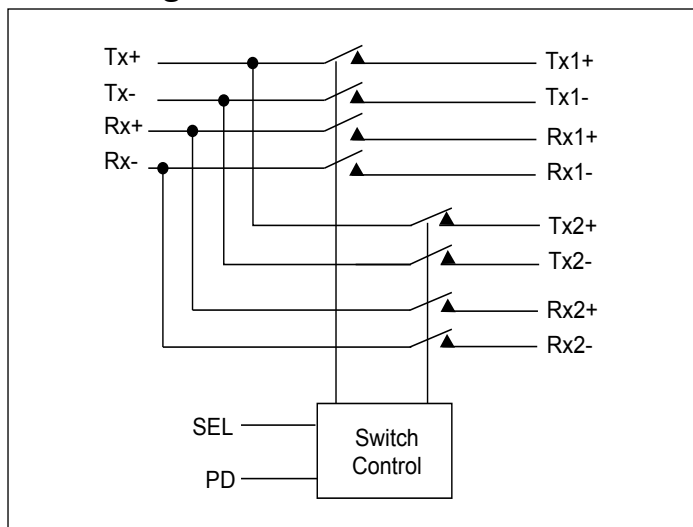 Tx+
Tx1+
Tx-
Tx1-
Rx+
Rx1+
Rx-
Rx1-
Tx2+
Tx2-
Rx2+
Rx2-
SEL
PD
Switch
Control